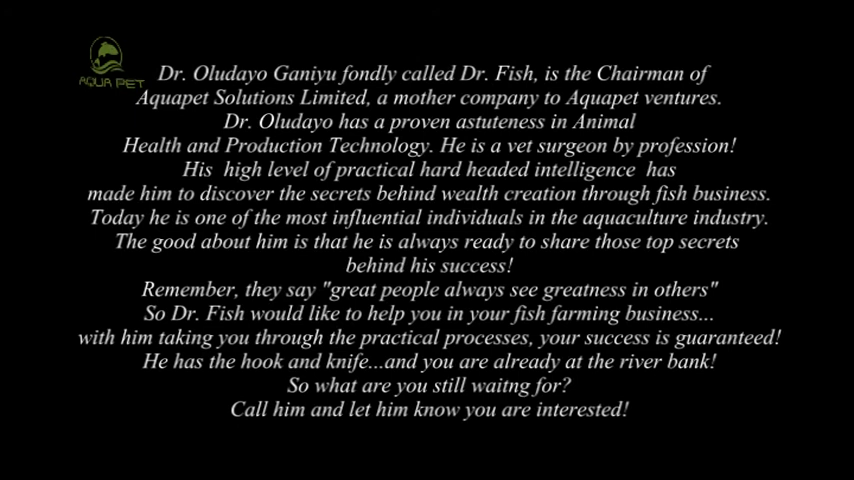 AQUA PET
Dr. Oludayo Ganiyu fondly called Dr. Fish, is the Chairman of
Aquapet Solutions Limited, a mother company to Aquapet ventures.
Dr. Oludayo has a proven astuteness in Animal
Health and Production Technology. He is a vet surgeon by profession!
His high level of practical hard headed intelligence has
made him to discover the secrets behind wealth creation through fish business.
Today he is one of the most influential individuals in the aquaculture industry.
The good about him is that he is always ready to share those top secrets
behind his success!
Remember, they say "great people always see greatness in others"
So Dr. Fish would like to help you in your fish farming business...
with him taking you through the practical processes, your success is guaranteed!
He has the hook and knife...and you are already at the river bank!
So what are you still waitng for?
Call him and let him know you are interested!